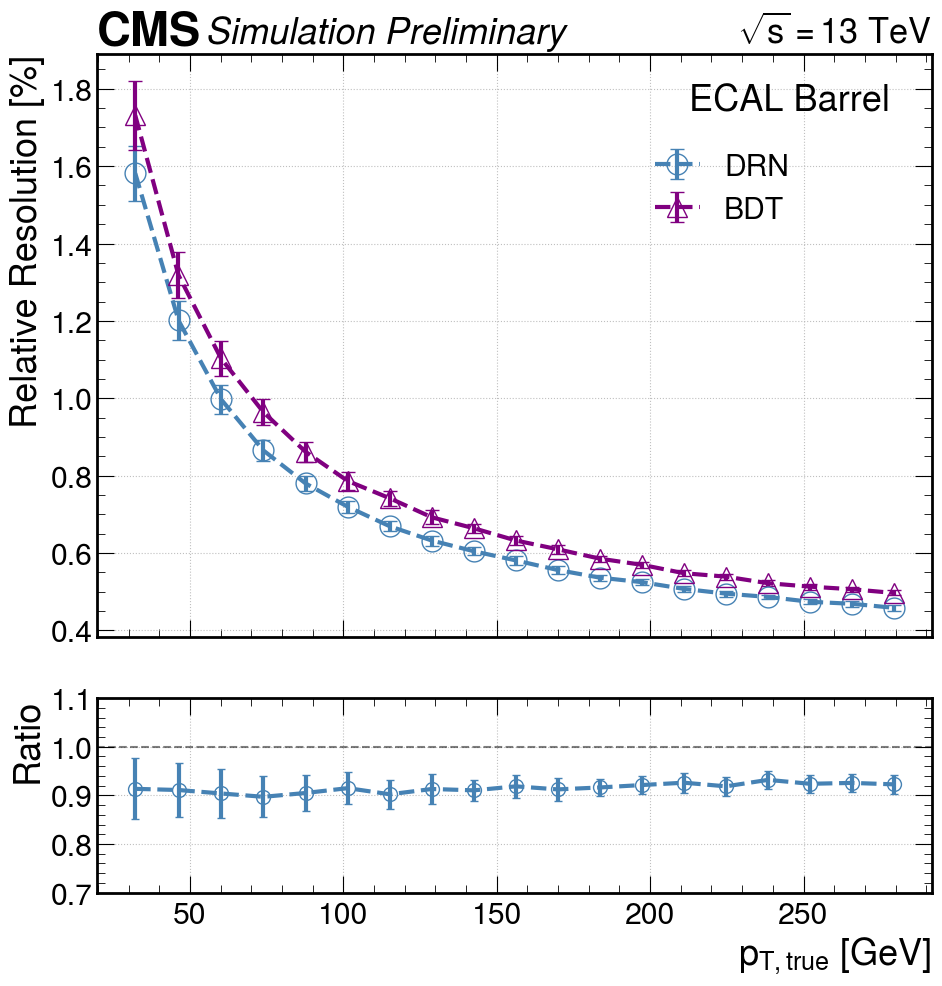 CMS Simulation Preliminary √s = 13 TeV
Relative Resolution [%]
1.8
1.6
1.4
1.2
1.0
0.8
0.6
0.4
ECAL Barrel
DRN
BDT
Ratio
1.1
1.0
0.9
0.8
0.7
50 100 150 200 250
pT, true [GeV]